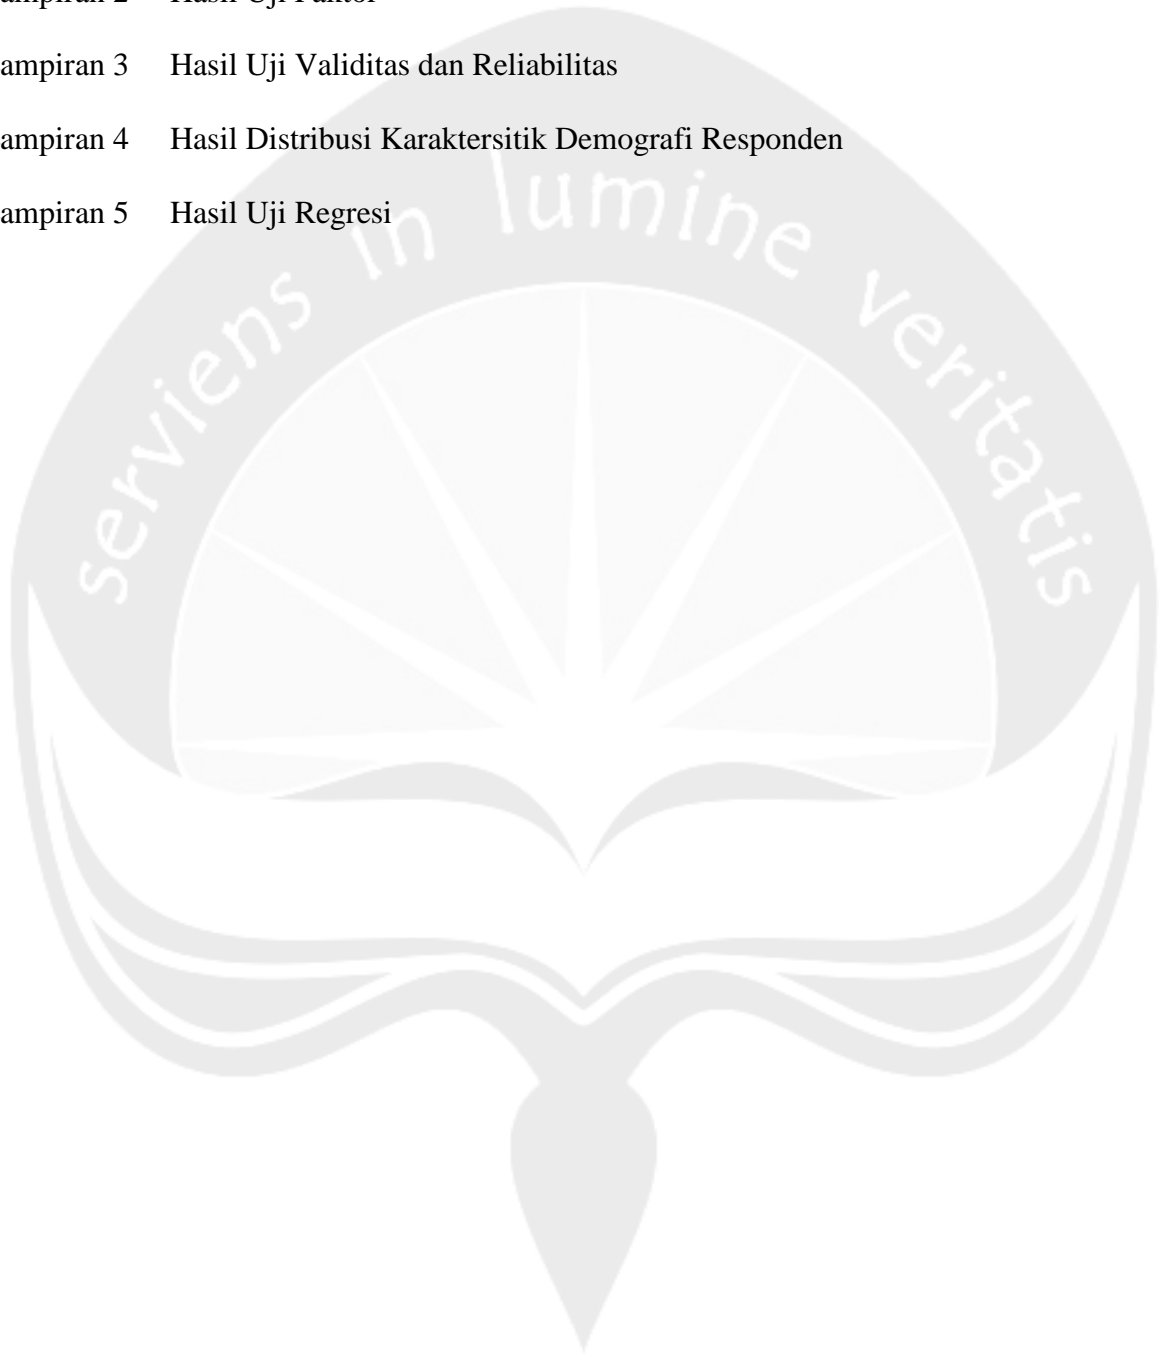 ampiran 2 Hasil Uji Faktor
ampiran 3 Hasil Uji Validitas dan Reliabilitas
ampiran 4 Hasil Distribusi Karaktersitik Demografi Responden
ampiran 5 Hasil Uji Regresi
serviens in lumine veritatis